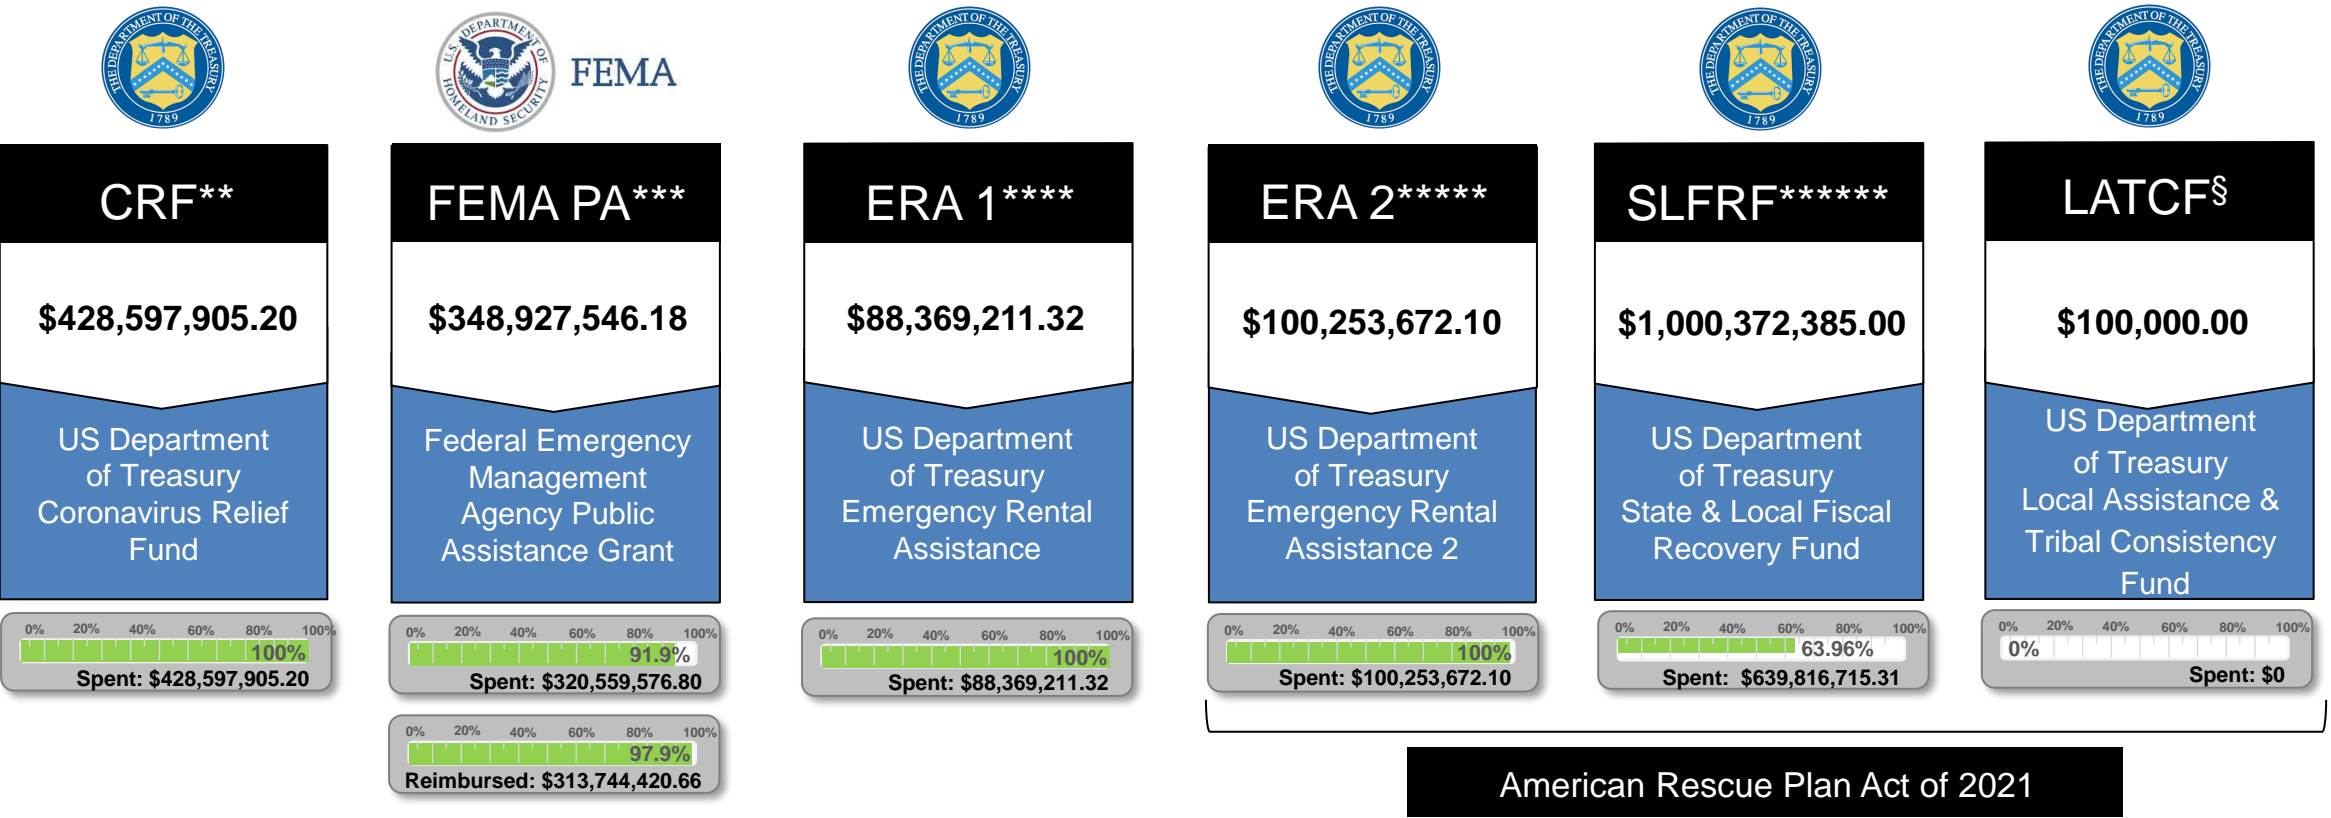 THE DEPARTMENT OF THE TREASURY
1789
U.S. DEPARTMENT OF
HOMELAND SECURITY
FEMA
THE DEPARTMENT OF THE TREASURY
1789
THE DEPARTMENT OF THE TREASURY
1789
THE DEPARTMENT OF THE TREASURY
1789
THE DEPARTMENT OF THE TREASURY
1789
CRF**
$428,597,905.20
US Department
of Treasury
Coronavirus Relief
Fund
0% 20% 40% 60% 80% 100%
100%
Spent: $428,597,905.20
FEMA PA***
$348,927,546.18
Federal Emergency
Management
Agency Public
Assistance Grant
0% 20% 40% 60% 80% 100%
91.9%
Spent: $320,559,576.80
0% 20% 40% 60% 80% 100%
97.9%
Reimbursed: $313,744,420.66
ERA 1****
$88,369,211.32
US Department
of Treasury
Emergency Rental
Assistance
0% 20% 40% 60% 80% 100%
100%
Spent: $88,369,211.32
ERA 2*****
$100,253,672.10
US Department
of Treasury
Emergency Rental
Assistance 2
0% 20% 40% 60% 80% 100%
100%
Spent: $100,253,672.10
SLFRF******
$1,000,372,385.00
US Department
of Treasury
State & Local Fiscal
Recovery Fund
0% 20% 40% 60% 80% 100%
63.96%
Spent: $639,816,715.31
LATCF§
$100,000.00
US Department
of Treasury
Local Assistance &
Tribal Consistency
Fund
0% 20% 40% 60% 80% 100%
0%
Spent: $0
American Rescue Plan Act of 2021